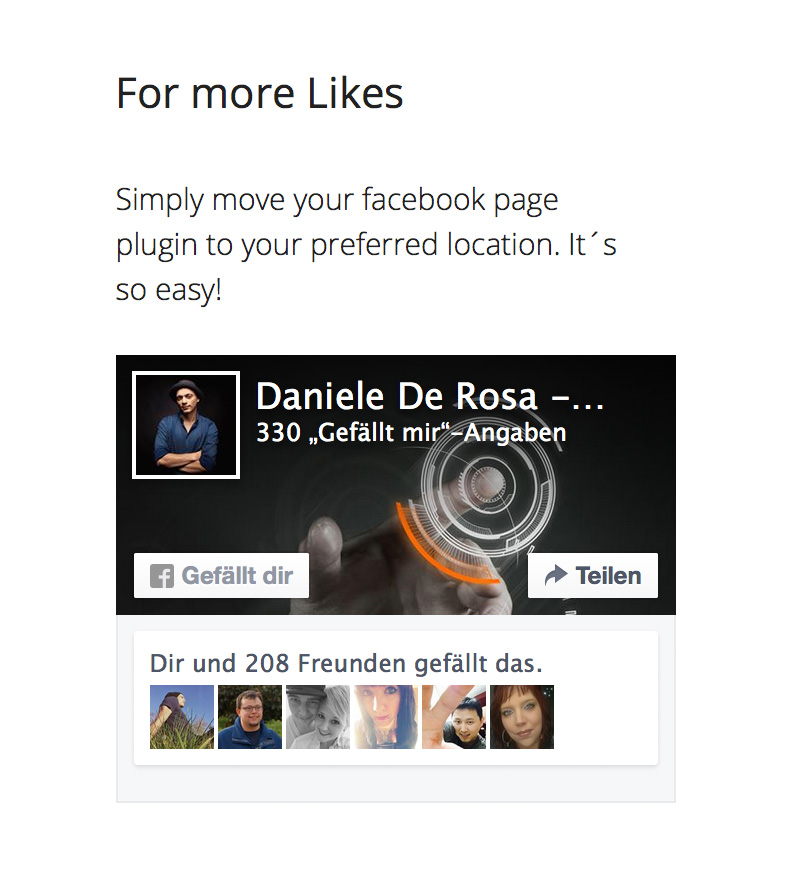 For more Likes
Simply move your facebook page
plugin to your preferred location. It´s
so easy!
Daniele De Rosa –...
330 „Gefällt mir“-Angaben
Gefällt dir
Teilen
Dir und 208 Freunden gefällt das.